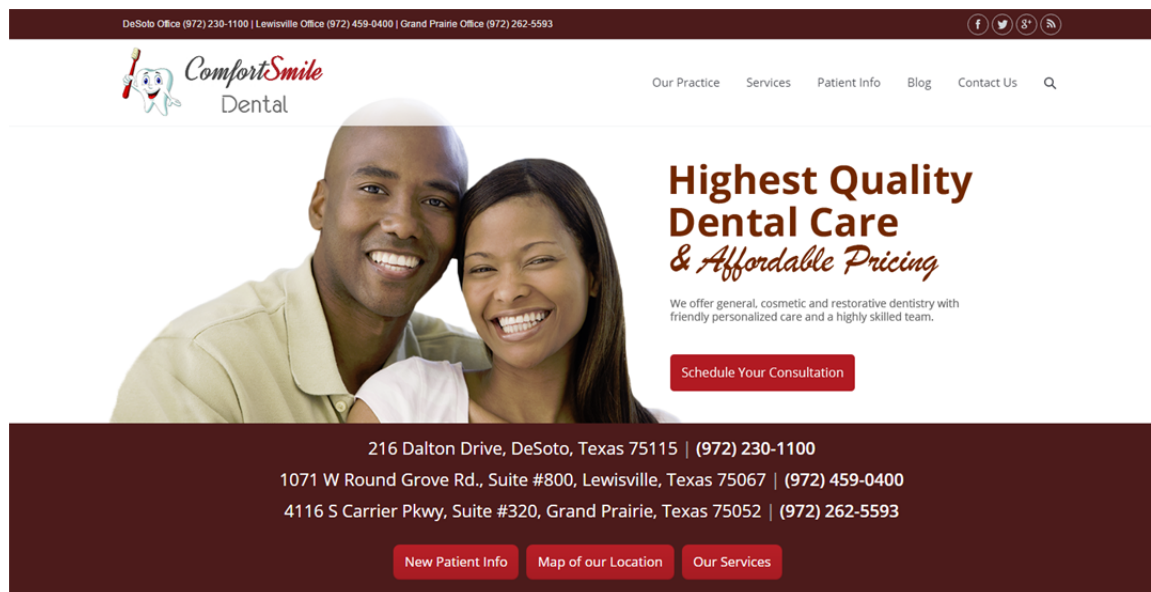 DeSoto Office (972) 230-1100 | Lewisville Office (972) 459-0400 | Grand Prairie Office (972) 262-5593
f
8+
ComfortSmile
Dental
Our Practice Services Patient Info Blog Contact Us
Highest Quality
Dental Care
& Affordable Pricing
We offer general, cosmetic and restorative dentistry with
friendly personalized care and a highly skilled team.
Schedule Your Consultation
216 Dalton Drive, DeSoto, Texas 75115 | (972) 230-1100
1071 W Round Grove Rd., Suite #800, Lewisville, Texas 75067 | (972) 459-0400
4116 S Carrier Pkwy, Suite #320, Grand Prairie, Texas 75052 | (972) 262-5593
New Patient Info Map of our Location Our Services